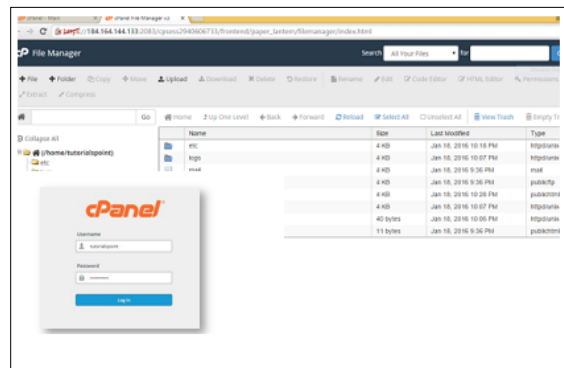 cPanel - Main × cPanel File Manager v3 ×
https://184.164.144.133:2083/cpsess2940606733/frontend/paper_lantern/filemanager/index.html
cP File Manager Search All Your Files for
+ File + Folder Copy Move Upload Download Delete Restore Rename Edit Code Editor HTML Editor Permissions
Extract Compress
Go Home Up One Level Back Forward Reload Select All Unselect All View Trash Empty Tr
Collapse All Name Size Last Modified Type
(/home/tutorialspoint) etc 4 KB Jan 18, 2016 10:18 PM
etc logs 4 KB Jan 18, 2016 10:07 PM
mail 4 KB Jan 18, 2016 9:36 PM mail
4 KB Jan 18, 2016 9:36 PM publicftp
4 KB Jan 18, 2016 10:28 PM publichtml
4 KB Jan 18, 2016 10:07 PM
40 bytes Jan 18, 2016 10:06 PM
11 bytes Jan 18, 2016 9:36 PM publichtml
cPanel
Username
tutorialspoint
Password
Log in